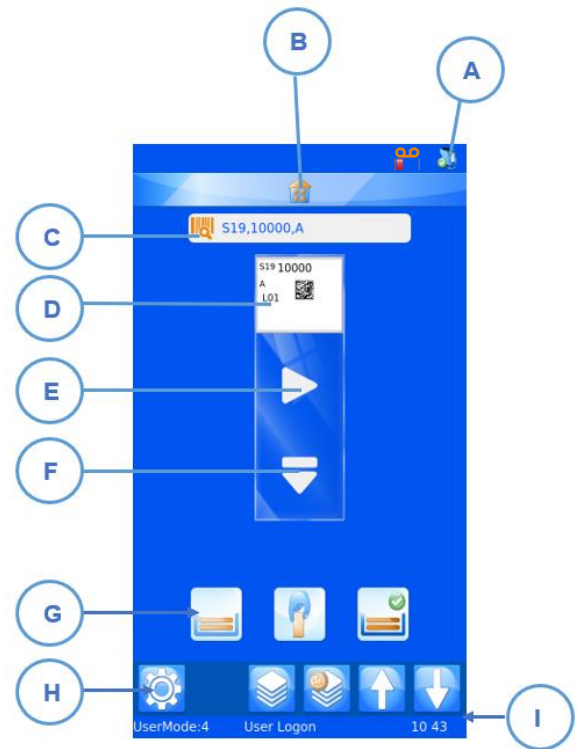 B
A
C
S19,10000,A
D
S19 10000
A
L01
E
F
G
H
I
UserMode:4 User Logon 10 43